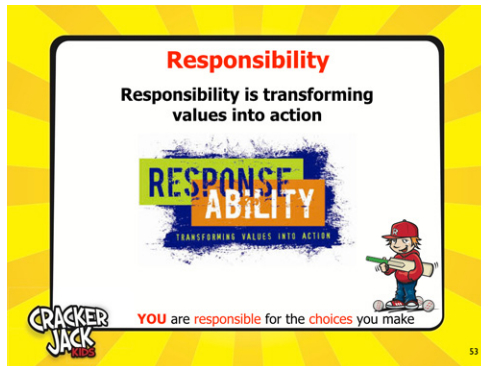 Responsibility
Responsibility is transforming
values into action
RESPONSE
ABILITY
TRANSFORMING VALUES INTO ACTION
YOU are responsible for the choices you make
CRACKER
JACK
KIDS
53